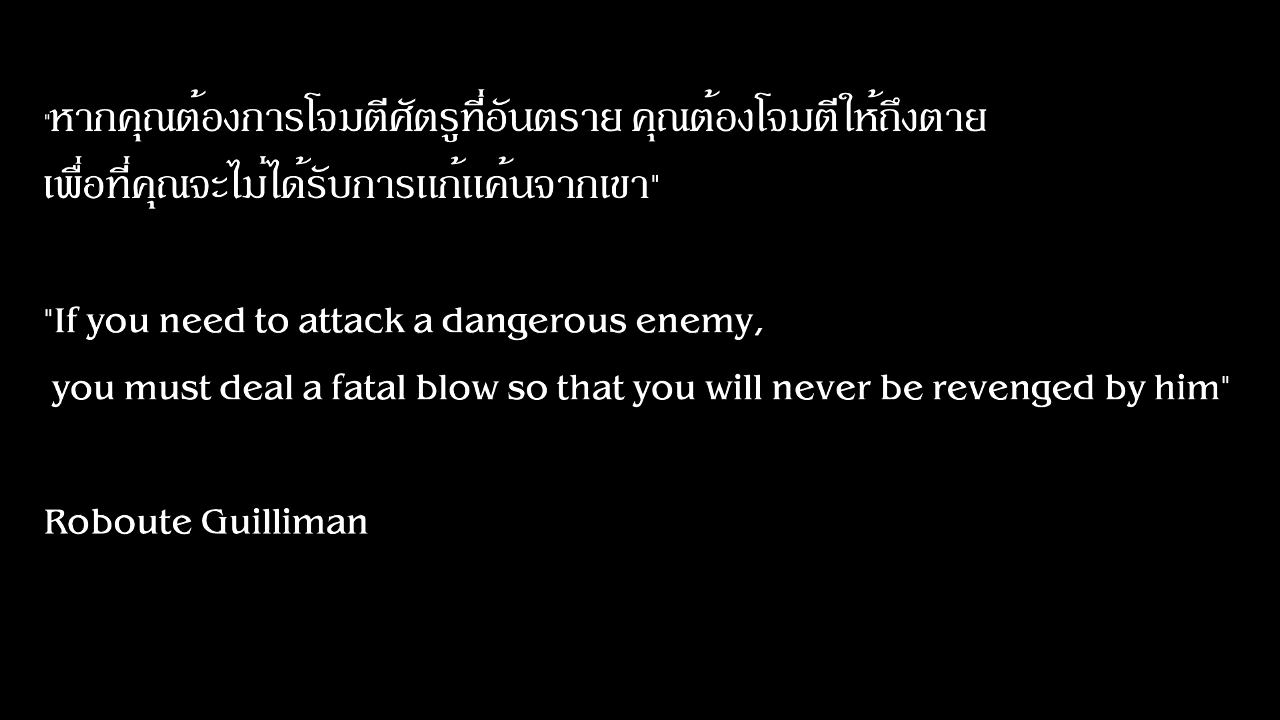 "หากคุณต้องการโจมตีศัตรูที่อันตราย คุณต้องโจมตีให้ถึงตาย
เพื่อที่คุณจะไม่ได้รับการแก้แค้นจากเขา"
"If you need to attack a dangerous enemy,
you must deal a fatal blow so that you will never be revenged by him"
Roboute Guilliman